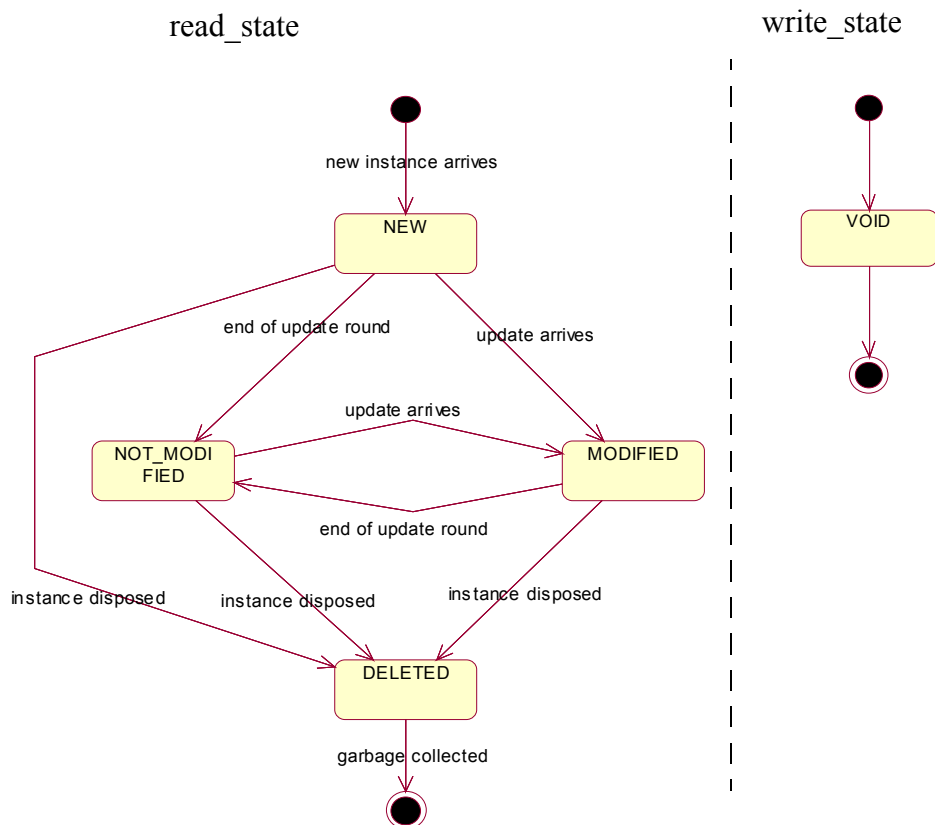 read_state
write_state
new instance arrives
NEW
VOID
end of update round
update arrives
update arrives
NOT_MODI
FIED
MODIFIED
end of update round
instance disposed
instance disposed
instance disposed
DELETED
garbage collected